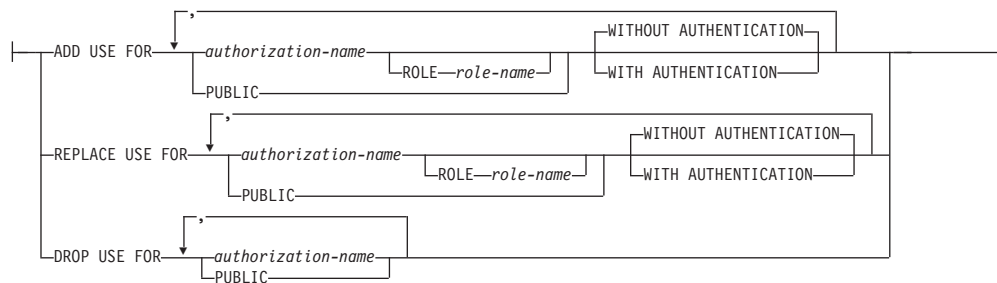 ,
WITHOUT AUTHENTICATION
ADD USE FOR authorization-name
ROLE role-name WITH AUTHENTICATION
PUBLIC
,
WITHOUT AUTHENTICATION
REPLACE USE FOR authorization-name
ROLE role-name WITH AUTHENTICATION
PUBLIC
,
DROP USE FOR authorization-name
PUBLIC